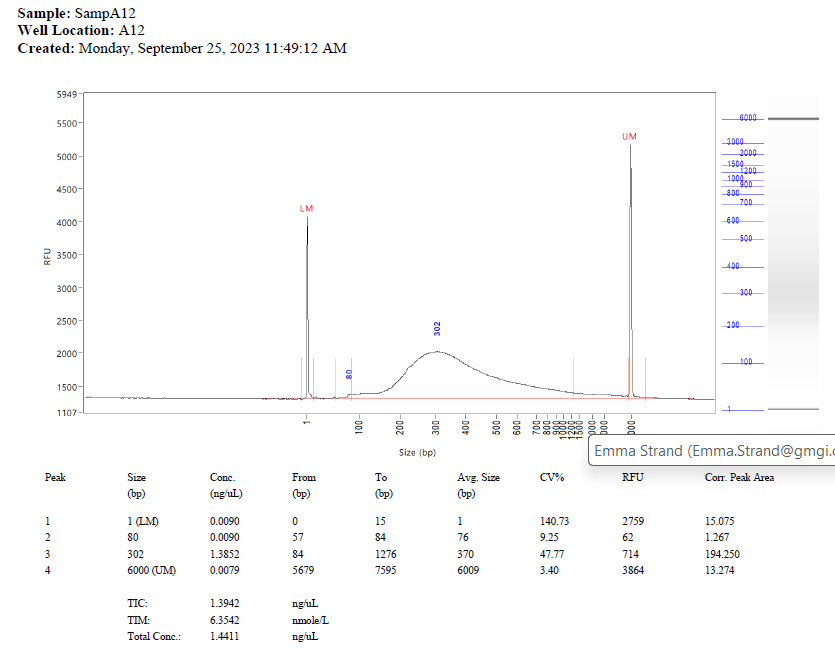 Sample: SampA12
Well Location: A12
Created: Monday, September 25, 2023 11:49:12 AM
5949
5500
5000
4500
4000
3500
3000
2500
2000
1500
1107
RFU
LM
80
302
UM
1
100
200
300
400
500
600
700
800
900
1000
1200
1500
Size (bp)
6000
3000
2000
1500
1200
1000
900
800
700
600
500
400
300
200
100
1
Emma Strand (Emma.Strand@gmgi.c
Peak Size Conc. From To Avg. Size CV% RFU Corr. Peak Area
(bp) (ng/uL) (bp) (bp) (bp)
1 1 (LM) 0.0090 0 15 1 140.73 2759 15.075
2 80 0.0090 57 84 76 9.25 62 1.267
3 302 1.3852 84 1276 370 47.77 714 194.250
4 6000 (UM) 0.0079 5679 7595 6009 3.40 3864 13.274
TIC: 1.3942 ng/uL
TIM: 6.3542 nmole/L
Total Conc.: 1.4411 ng/uL